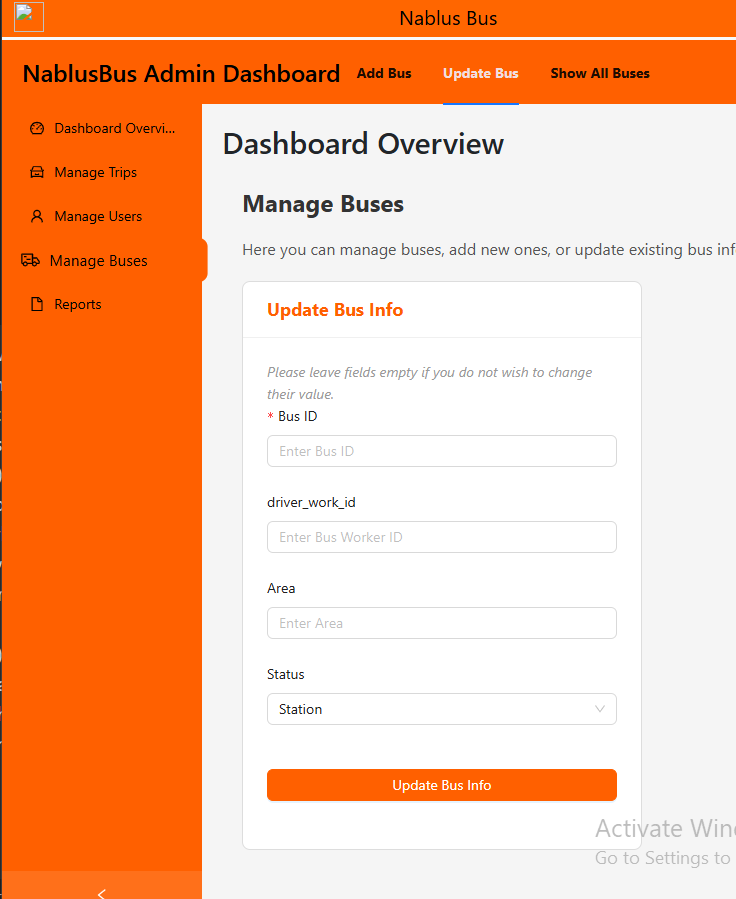 Nablus Bus
NablusBus Admin Dashboard
Add Bus
Update Bus
Show All Buses
Dashboard Overvi...
Manage Trips
Manage Users
Manage Buses
Reports
Dashboard Overview
Manage Buses
Here you can manage buses, add new ones, or update existing bus inf
Update Bus Info
Please leave fields empty if you do not wish to change
their value.
* Bus ID
Enter Bus ID
driver_work_id
Enter Bus Worker ID
Area
Enter Area
Status
Station
Update Bus Info
Activate Win
Go to Settings to